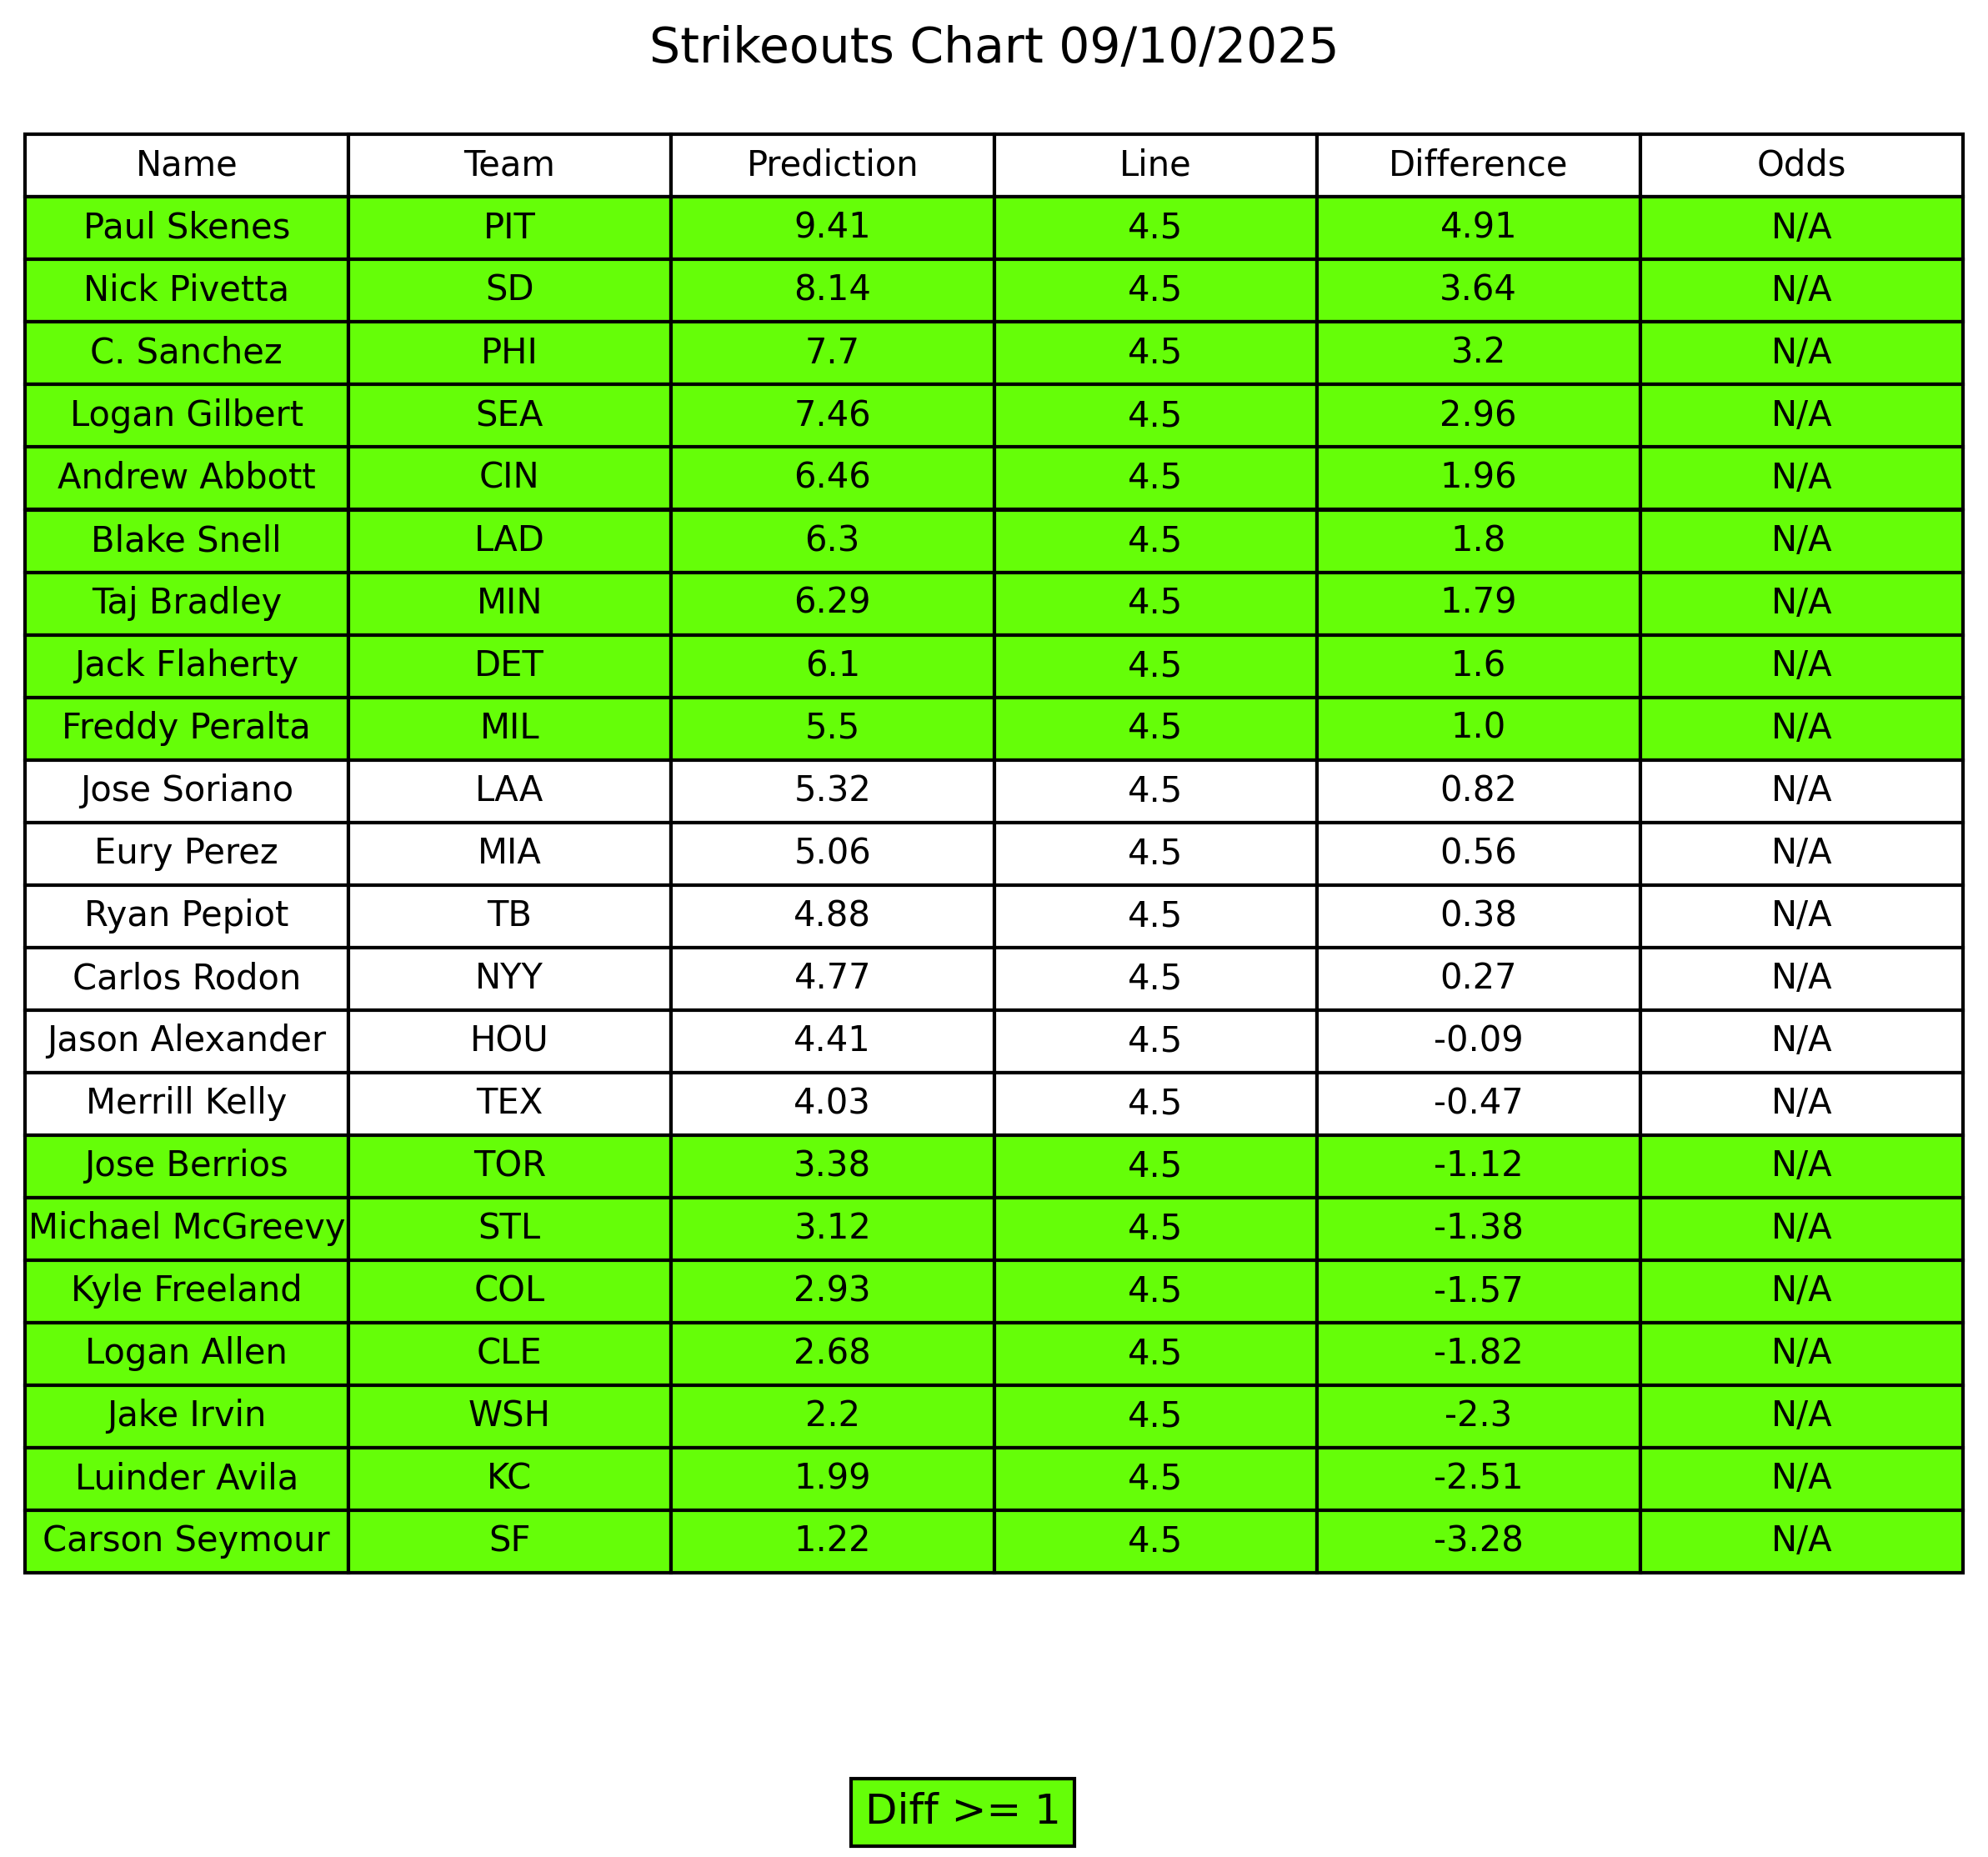 Strikeouts Chart 09/10/2025
Name Team Prediction Line Difference Odds
Paul Skenes PIT 9.41 4.5 4.91 N/A
Nick Pivetta SD 8.14 4.5 3.64 N/A
C. Sanchez PHI 7.7 4.5 3.2 N/A
Logan Gilbert SEA 7.46 4.5 2.96 N/A
Andrew Abbott CIN 6.46 4.5 1.96 N/A
Blake Snell LAD 6.3 4.5 1.8 N/A
Taj Bradley MIN 6.29 4.5 1.79 N/A
Jack Flaherty DET 6.1 4.5 1.6 N/A
Freddy Peralta MIL 5.5 4.5 1.0 N/A
Jose Soriano LAA 5.32 4.5 0.82 N/A
Eury Perez MIA 5.06 4.5 0.56 N/A
Ryan Pepiot TB 4.88 4.5 0.38 N/A
Carlos Rodon NYY 4.77 4.5 0.27 N/A
Jason Alexander HOU 4.41 4.5 -0.09 N/A
Merrill Kelly TEX 4.03 4.5 -0.47 N/A
Jose Berrios TOR 3.38 4.5 -1.12 N/A
Michael McGreevy STL 3.12 4.5 -1.38 N/A
Kyle Freeland COL 2.93 4.5 -1.57 N/A
Logan Allen CLE 2.68 4.5 -1.82 N/A
Jake Irvin WSH 2.2 4.5 -2.3 N/A
Luinder Avila KC 1.99 4.5 -2.51 N/A
Carson Seymour SF 1.22 4.5 -3.28 N/A
Diff >= 1